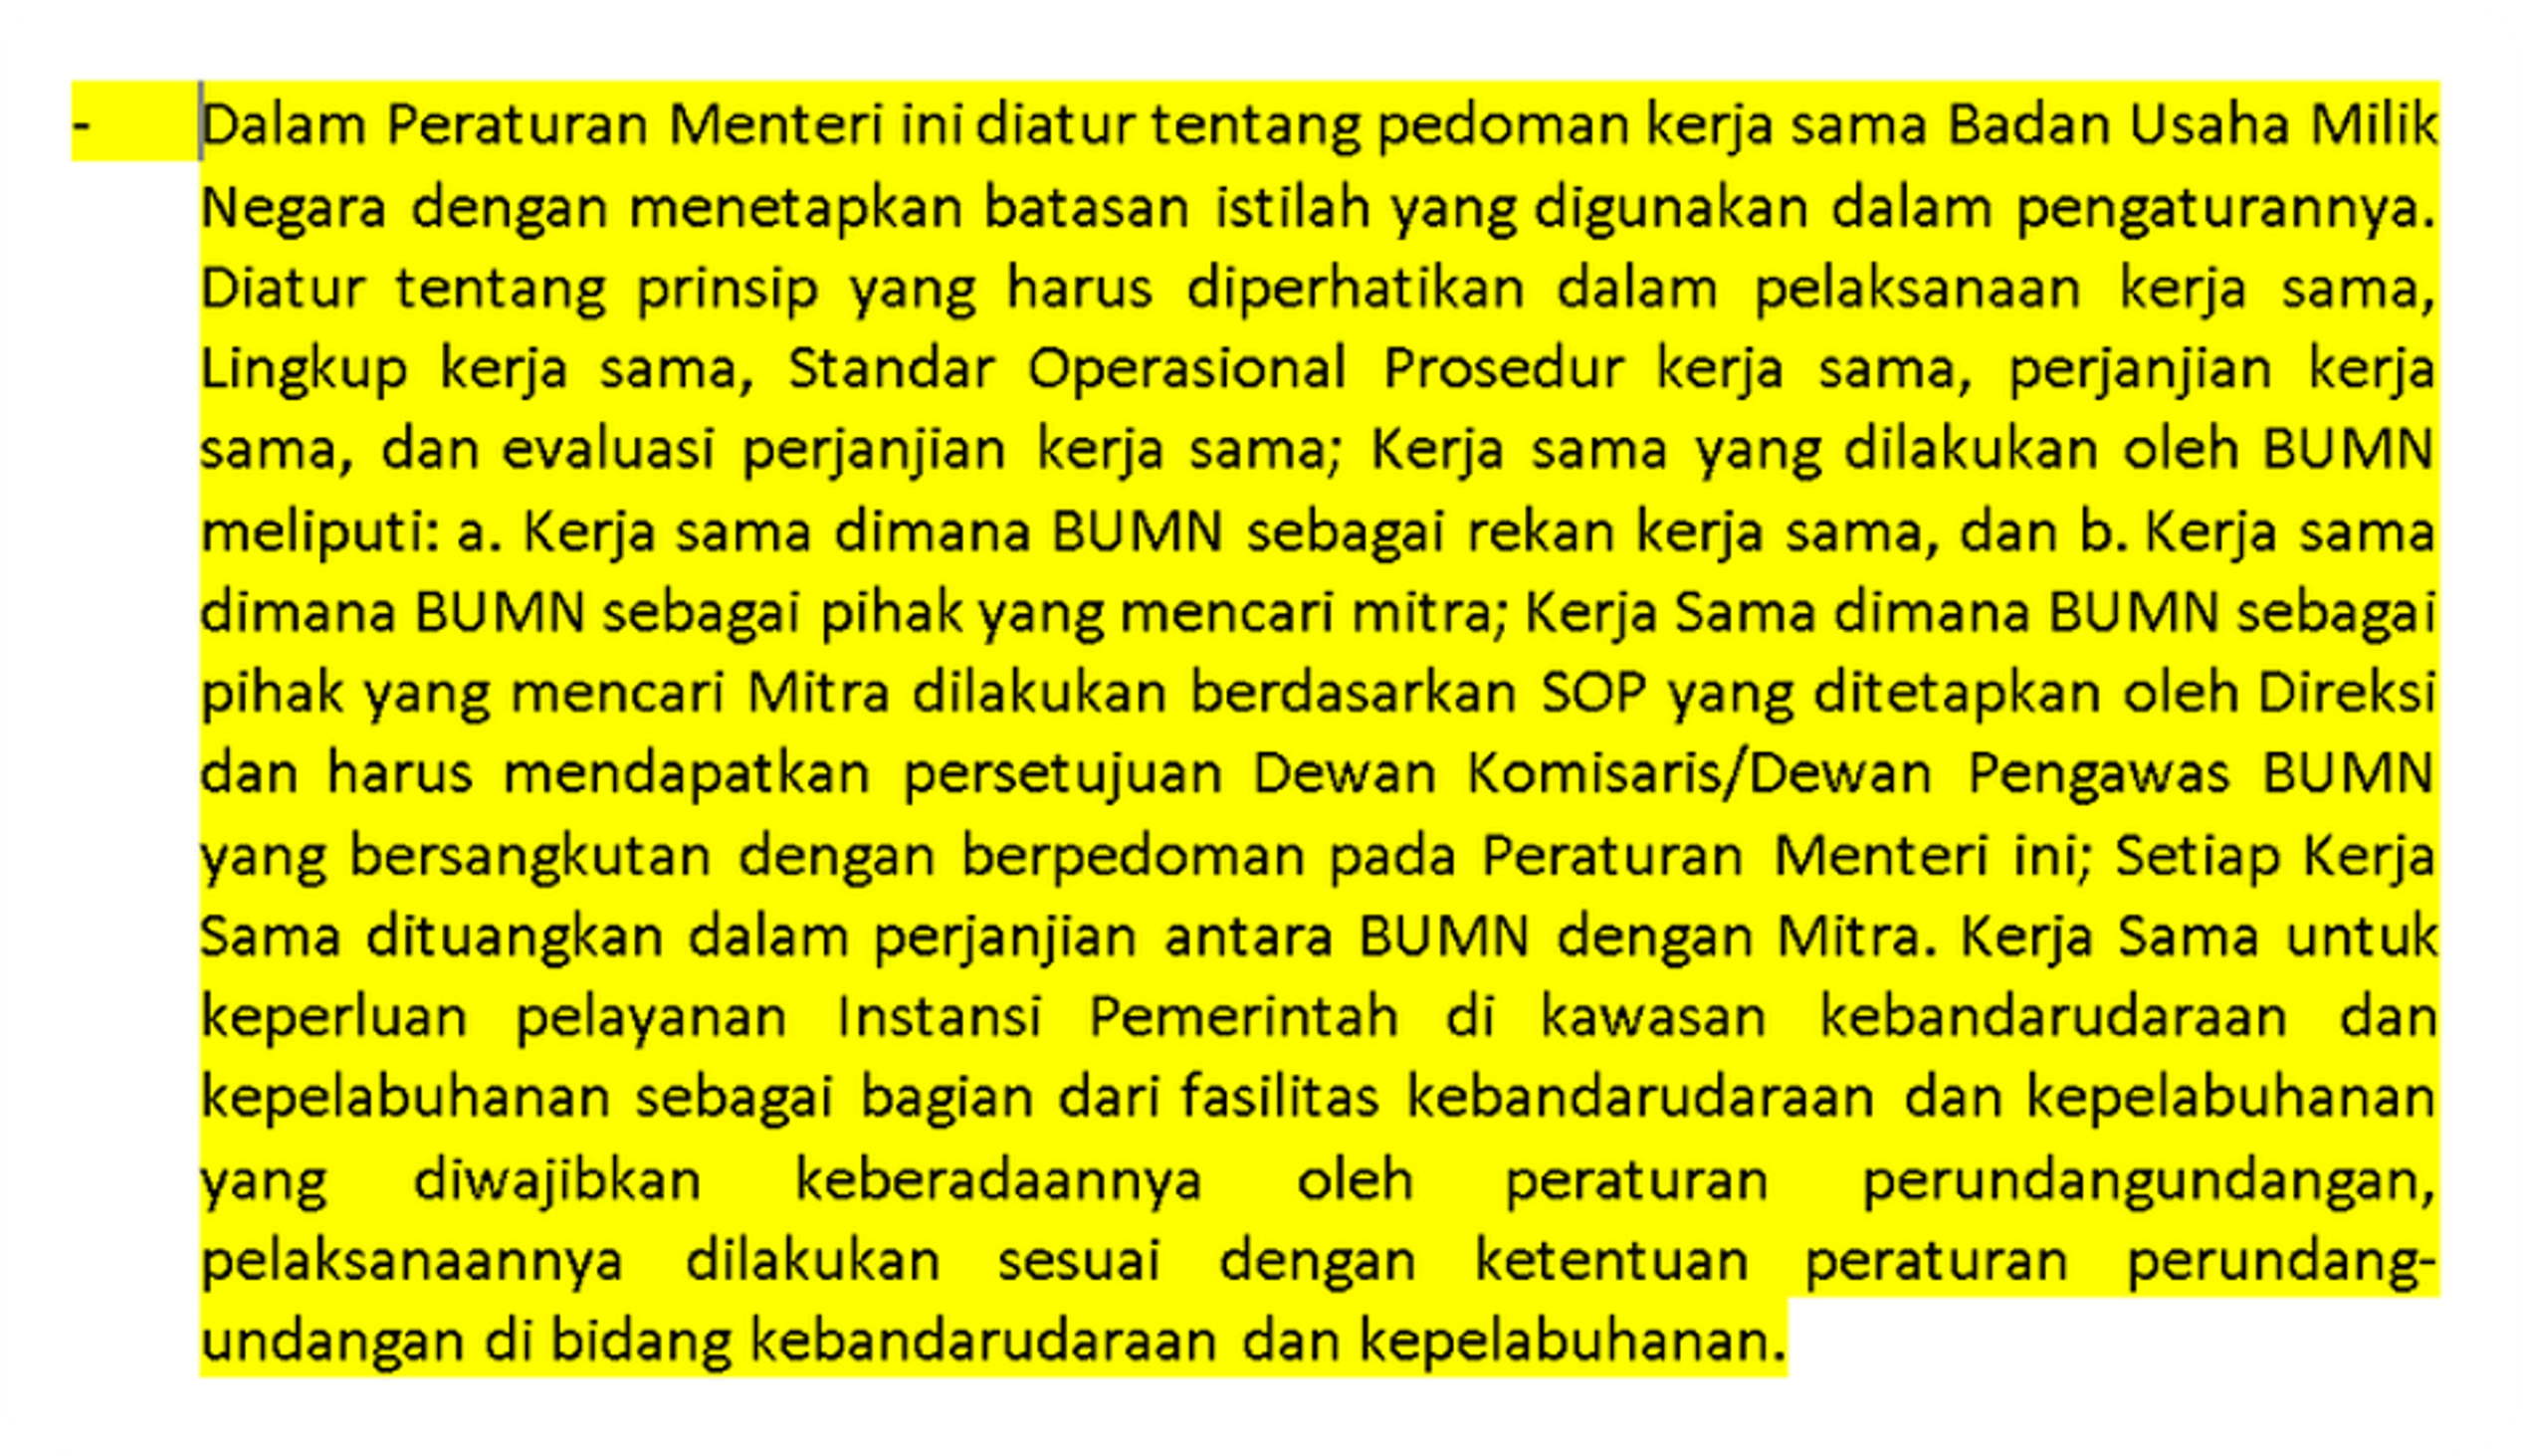 - Dalam Peraturan Menteri ini diatur tentang pedoman kerja sama Badan Usaha Milik
Negara dengan menetapkan batasan istilah yang digunakan dalam pengaturannya.
Diatur tentang prinsip yang harus diperhatikan dalam pelaksanaan kerja sama,
Lingkup kerja sama, Standar Operasional Prosedur kerja sama, perjanjian kerja
sama, dan evaluasi perjanjian kerja sama; Kerja sama yang dilakukan oleh BUMN
meliputi: a. Kerja sama dimana BUMN sebagai rekan kerja sama, dan b. Kerja sama
dimana BUMN sebagai pihak yang mencari mitra; Kerja Sama dimana BUMN sebagai
pihak yang mencari Mitra dilakukan berdasarkan SOP yang ditetapkan oleh Direksi
dan harus mendapatkan persetujuan Dewan Komisaris/Dewan Pengawas BUMN
yang bersangkutan dengan berpedoman pada Peraturan Menteri ini; Setiap Kerja
Sama dituangkan dalam perjanjian antara BUMN dengan Mitra. Kerja Sama untuk
keperluan pelayanan Instansi Pemerintah di kawasan kebandarudaraan dan
kepelabuhanan sebagai bagian dari fasilitas kebandarudaraan dan kepelabuhanan
yang diwajibkan keberadaannya oleh peraturan perundangundangan,
pelaksanaannya dilakukan sesuai dengan ketentuan peraturan perundang-
undangan di bidang kebandarudaraan dan kepelabuhanan.